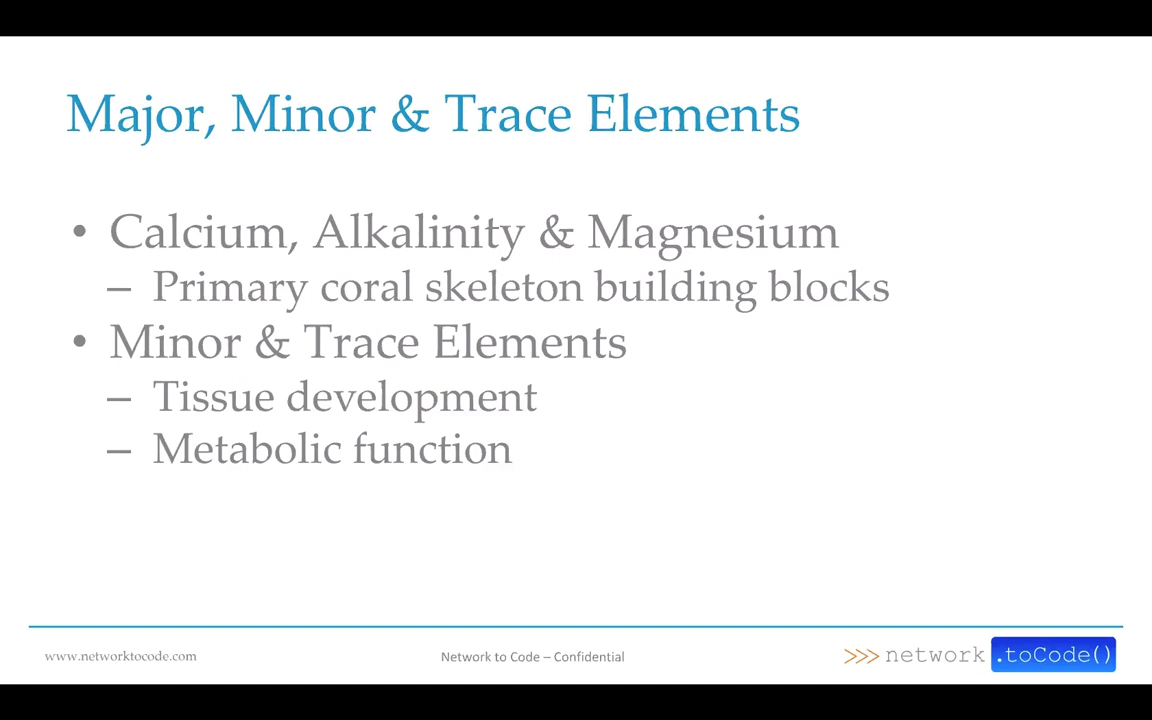 Major, Minor & Trace Elements
• Calcium, Alkalinity & Magnesium
– Primary coral skeleton building blocks
• Minor & Trace Elements
– Tissue development
– Metabolic function
www.networktocode.com
Network to Code – Confidential
>>> network .toCode()